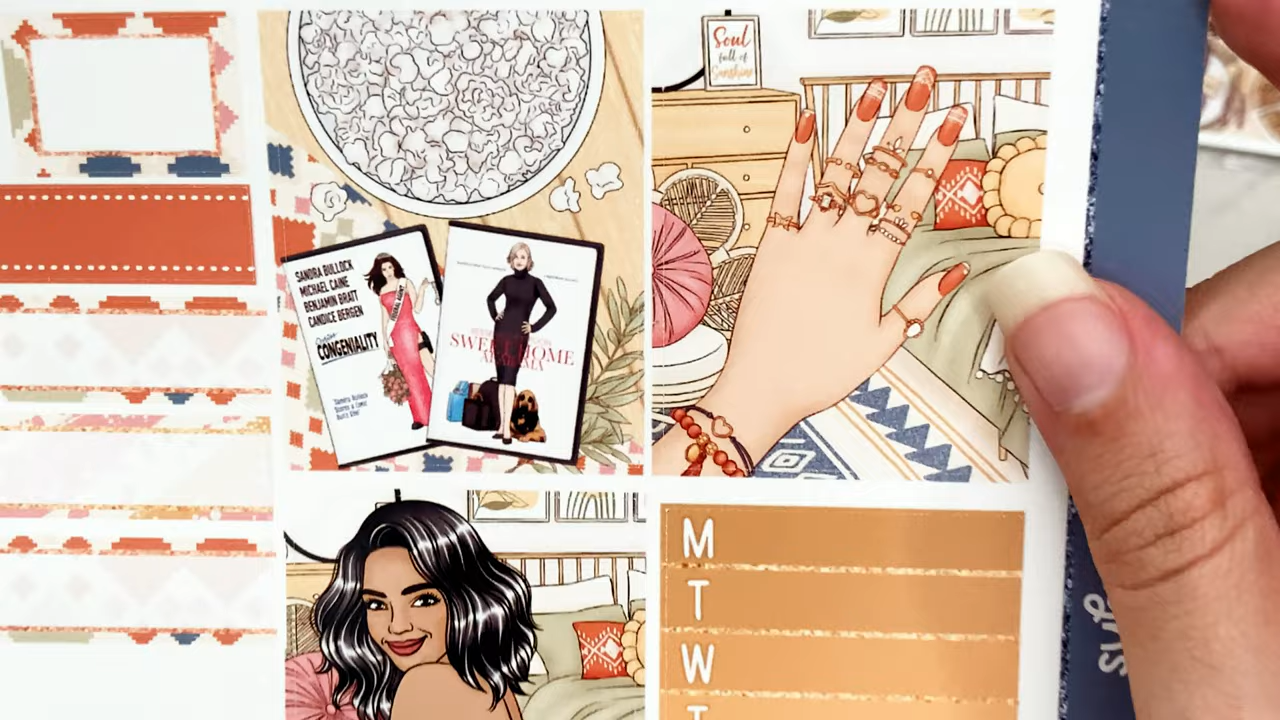 Soul
full of
Sunshine
SANDRA BULLOCK
MICHAEL CAINE
BENJAMIN BRATT
CANDICE BERGEN
CONGENIALITY
SWEET HOME
M
T
W
T